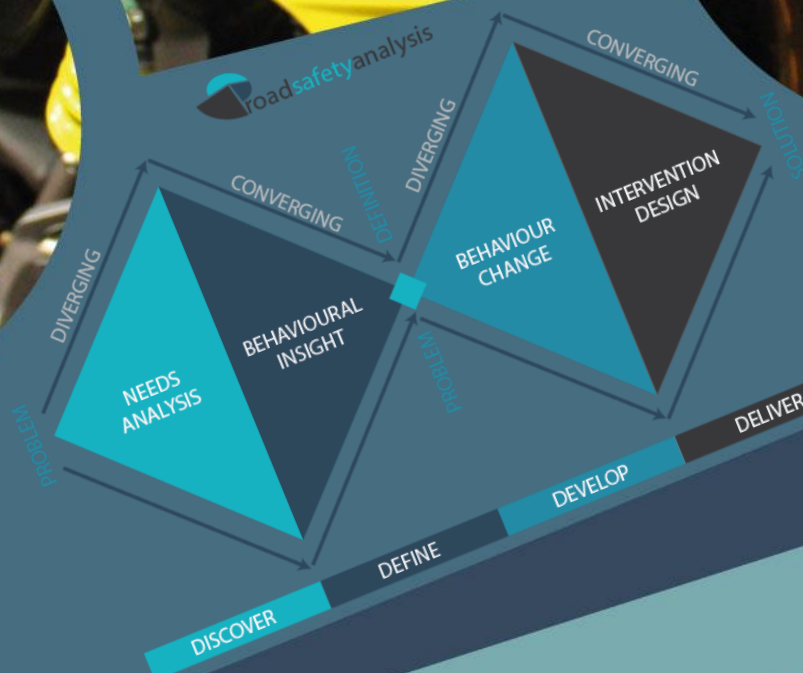 roadsafetyanalysis
DIVERGING
CONVERGING
DIVERGING
CONVERGING
PROBLEM
DEFINITION
PROBLEM
SOLUTION
NEEDS
ANALYSIS
BEHAVIOURAL
INSIGHT
BEHAVIOUR
CHANGE
INTERVENTION
DESIGN
DISCOVER
DEFINE
DEVELOP
DELIVER